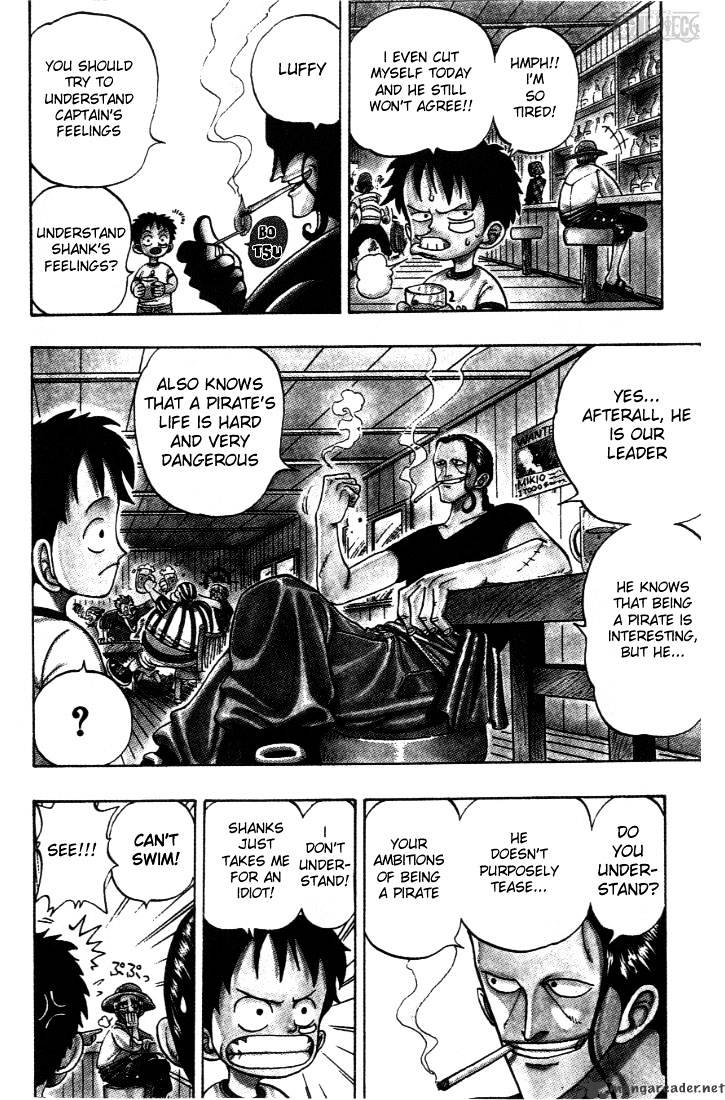 HMPH!!
I'M
SO
TIRED!
I EVEN CUT
MYSELF TODAY
AND HE STILL
WON'T AGREE!!
LUFFY
YOU SHOULD
TRY TO
UNDERSTAND
CAPTAIN'S
FEELINGS
BO
TSU
UNDERSTAND
SHANK'S
FEELINGS?
YES...
AFTERALL, HE
IS OUR
LEADER
HE KNOWS
THAT BEING
A PIRATE IS
INTERESTING,
BUT HE...
ALSO KNOWS
THAT A PIRATE'S
LIFE IS HARD
AND VERY
DANGEROUS
WANTED
MIKIO
?
DO
YOU
UNDER-
STAND?
HE
DOESN'T
PURPOSELY
TEASE...
YOUR
AMBITIONS
OF BEING
A PIRATE
I
DON'T
UNDER-
STAND!
SHANKS
JUST
TAKES ME
FOR AN
IDIOT!
CAN'T
SWIM!
SEE!!!
mangareader.net